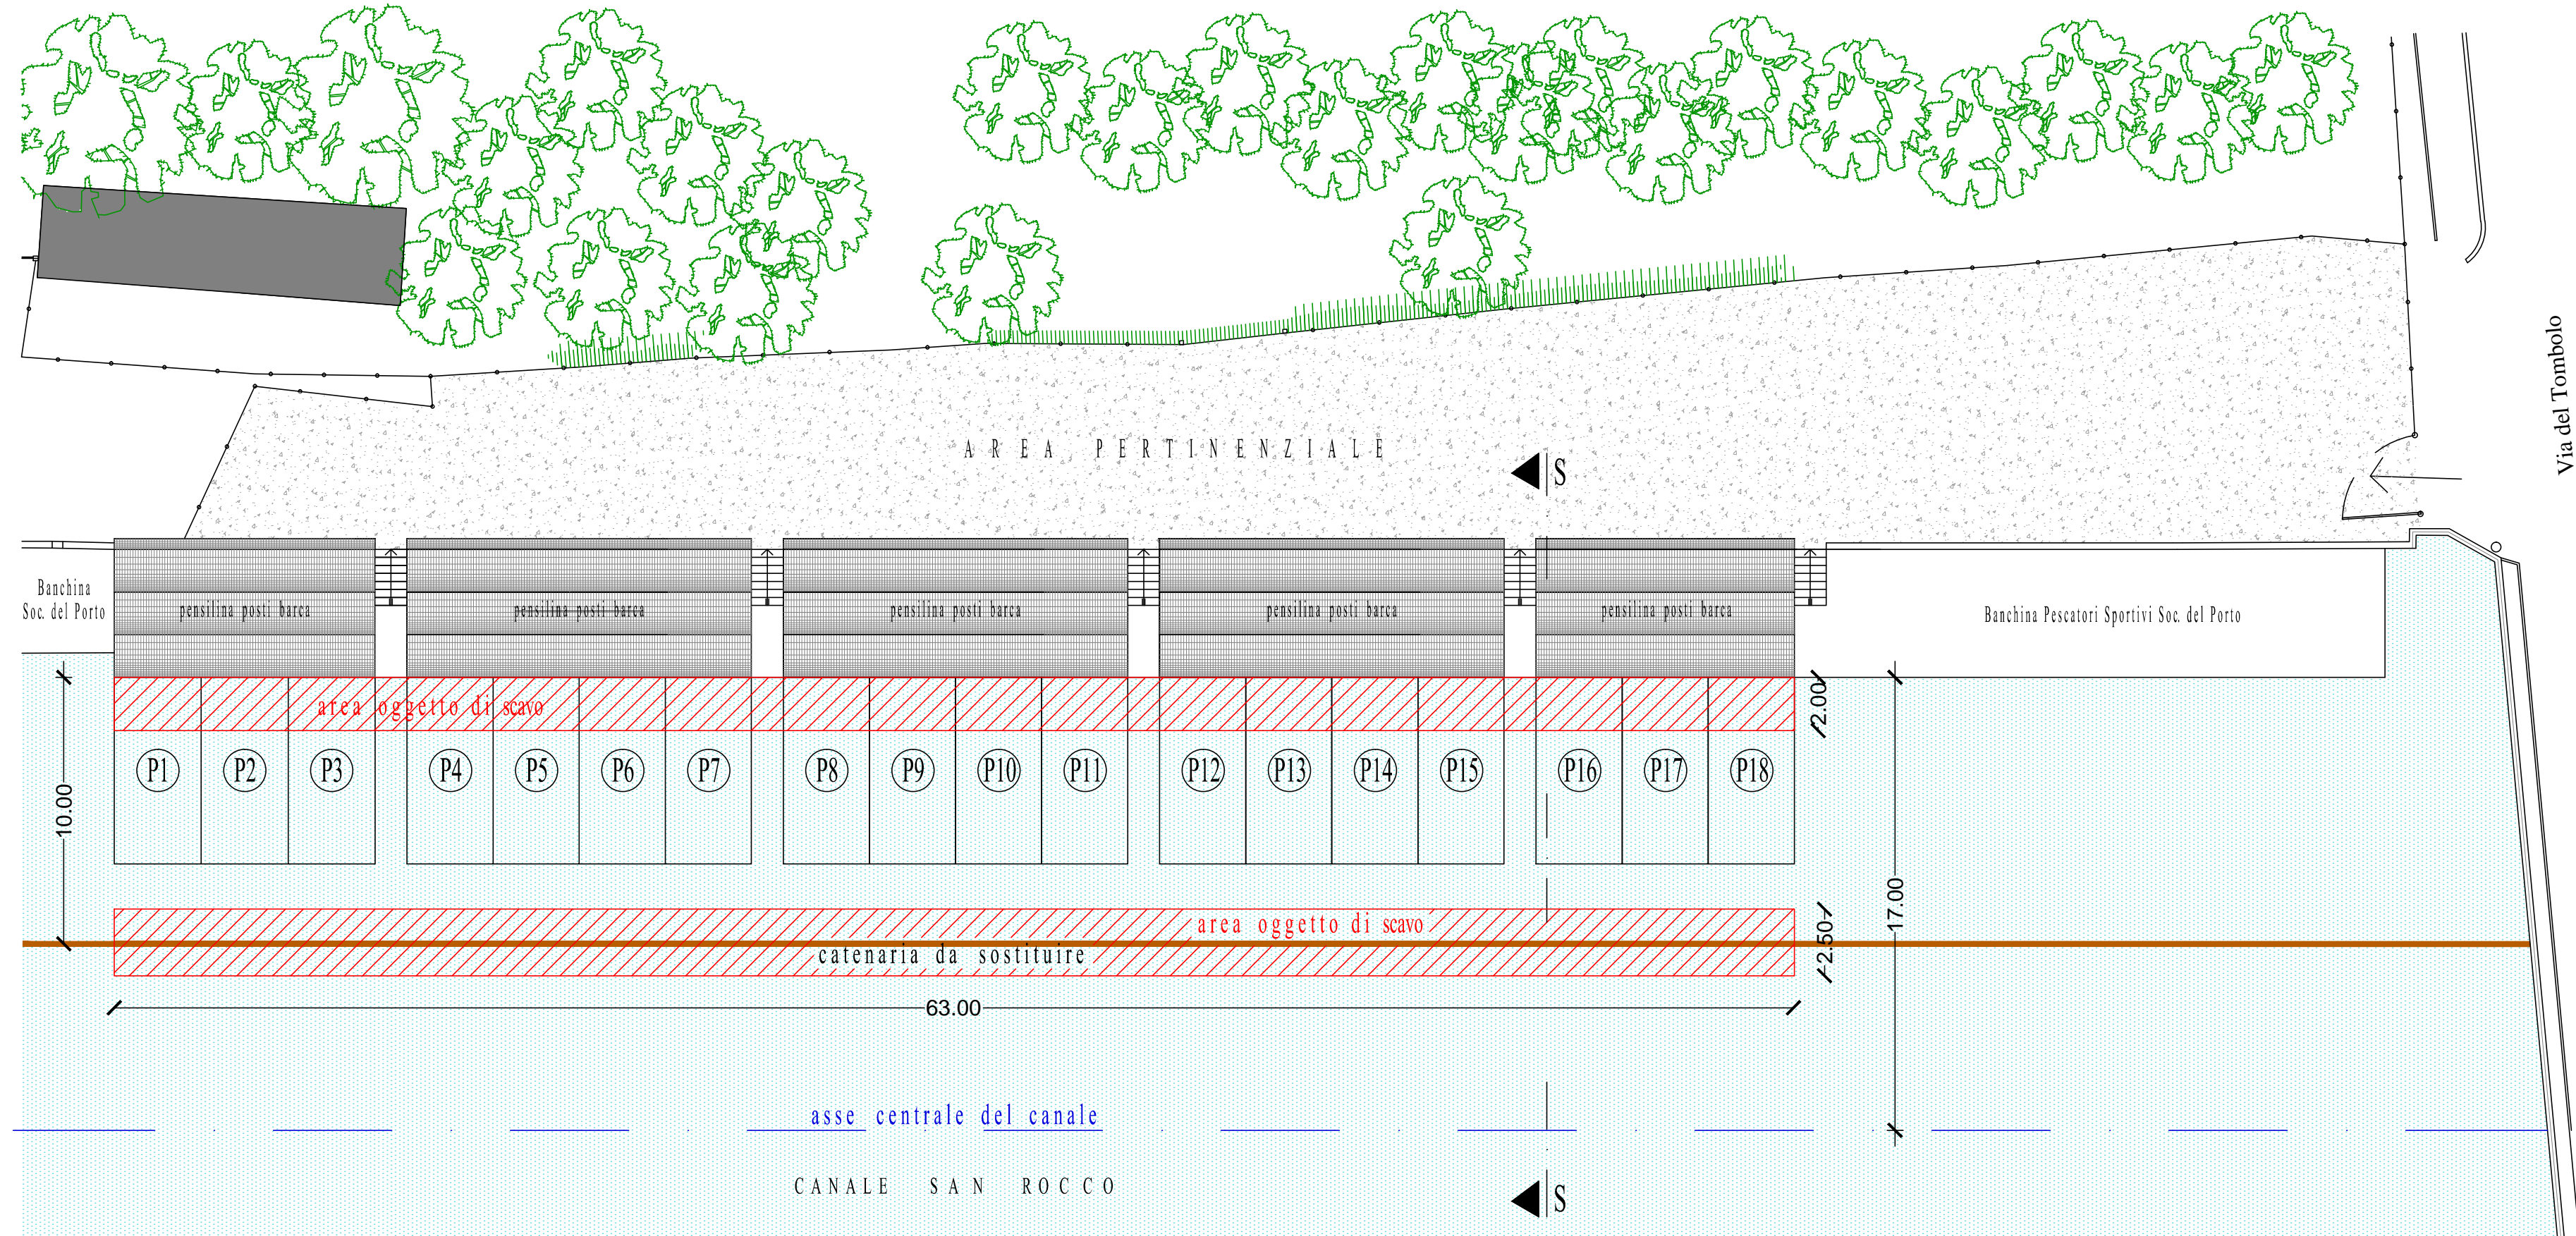 Via del Tombolo
AREA PERTINENZIALE
S
Banchina
Soc. del Porto
pensilina posti barca
pensilina posti barca
pensilina posti barca
pensilina posti barca
pensilina posti barca
Banchina Pescatori Sportivi Soc. del Porto
area oggetto di scavo
2.00
P1
P2
P3
P4
P5
P6
P7
P8
P9
P10
P11
P12
P13
P14
P15
P16
P17
P18
10.00
17.00
area oggetto di scavo
catenaria da sostituire
2.50
63.00
asse centrale del canale
CANALE SAN ROCCO
S